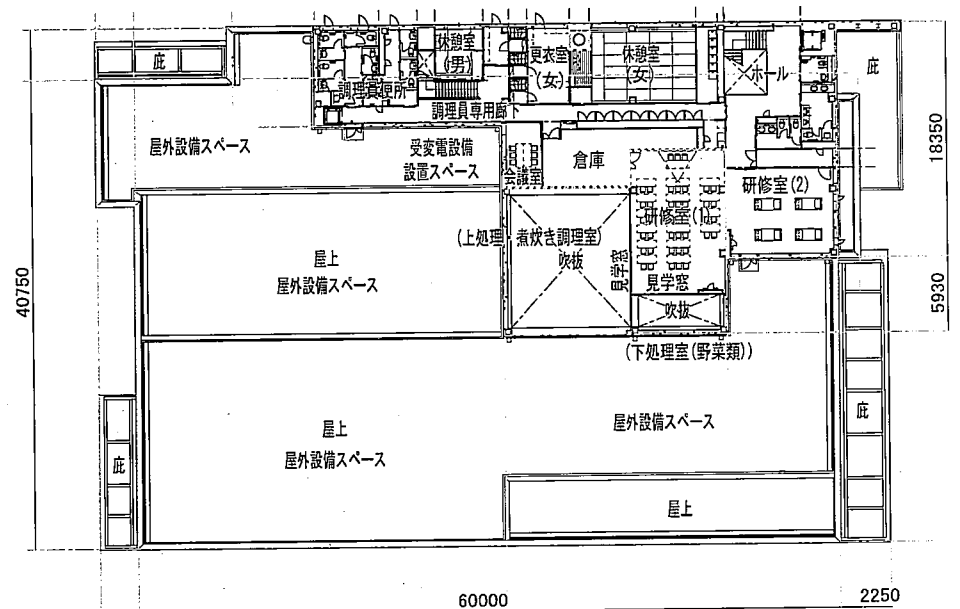 庇
休憩室
(男)
更衣室
(女)
休憩室
(女)
ホール
庇
調理員便所
調理員専用廊下
屋外設備スペース
受変電設備
設置スペース
会議室
倉庫
研修室(1)
研修室(2)
18350
屋上
屋外設備スペース
(上処理・煮炊き調理室)
吹抜
見学窓
見学窓
吹抜
(下処理室(野菜類))
5930
40750
屋上
屋外設備スペース
屋外設備スペース
庇
庇
屋上
60000
2250